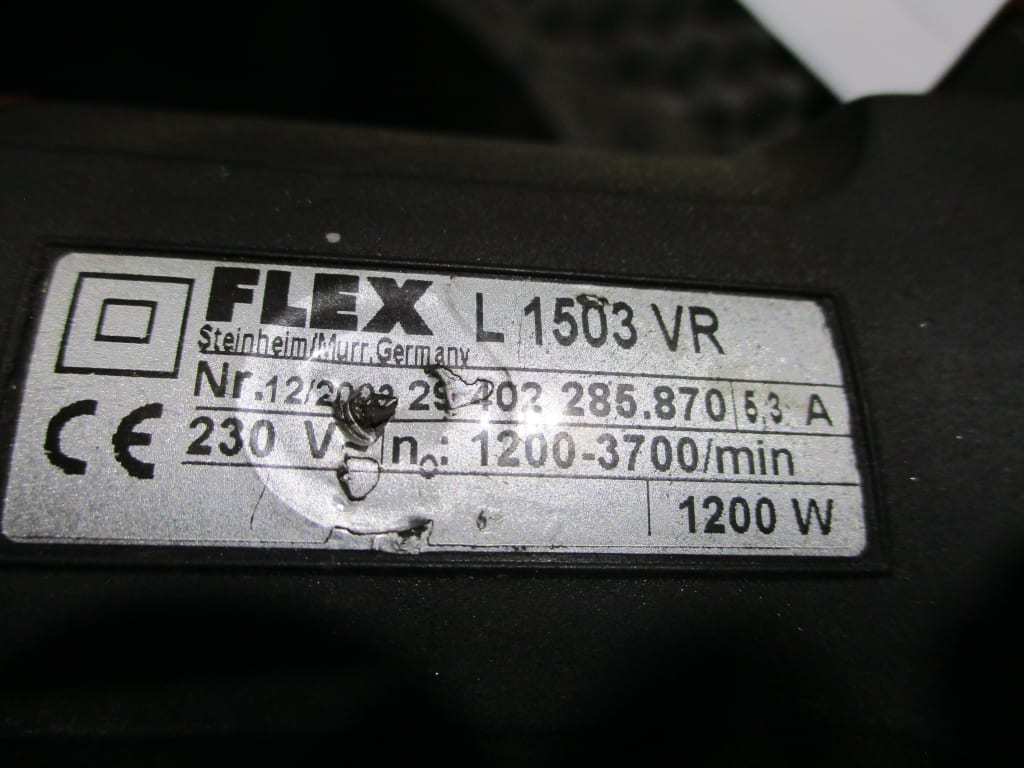 FLEX L 1503 VR
Steinheim/Murr.Germany
Nr. 285.870 5,3 A
230 V~ n₀: 1200-3700/min
1200 W
CE